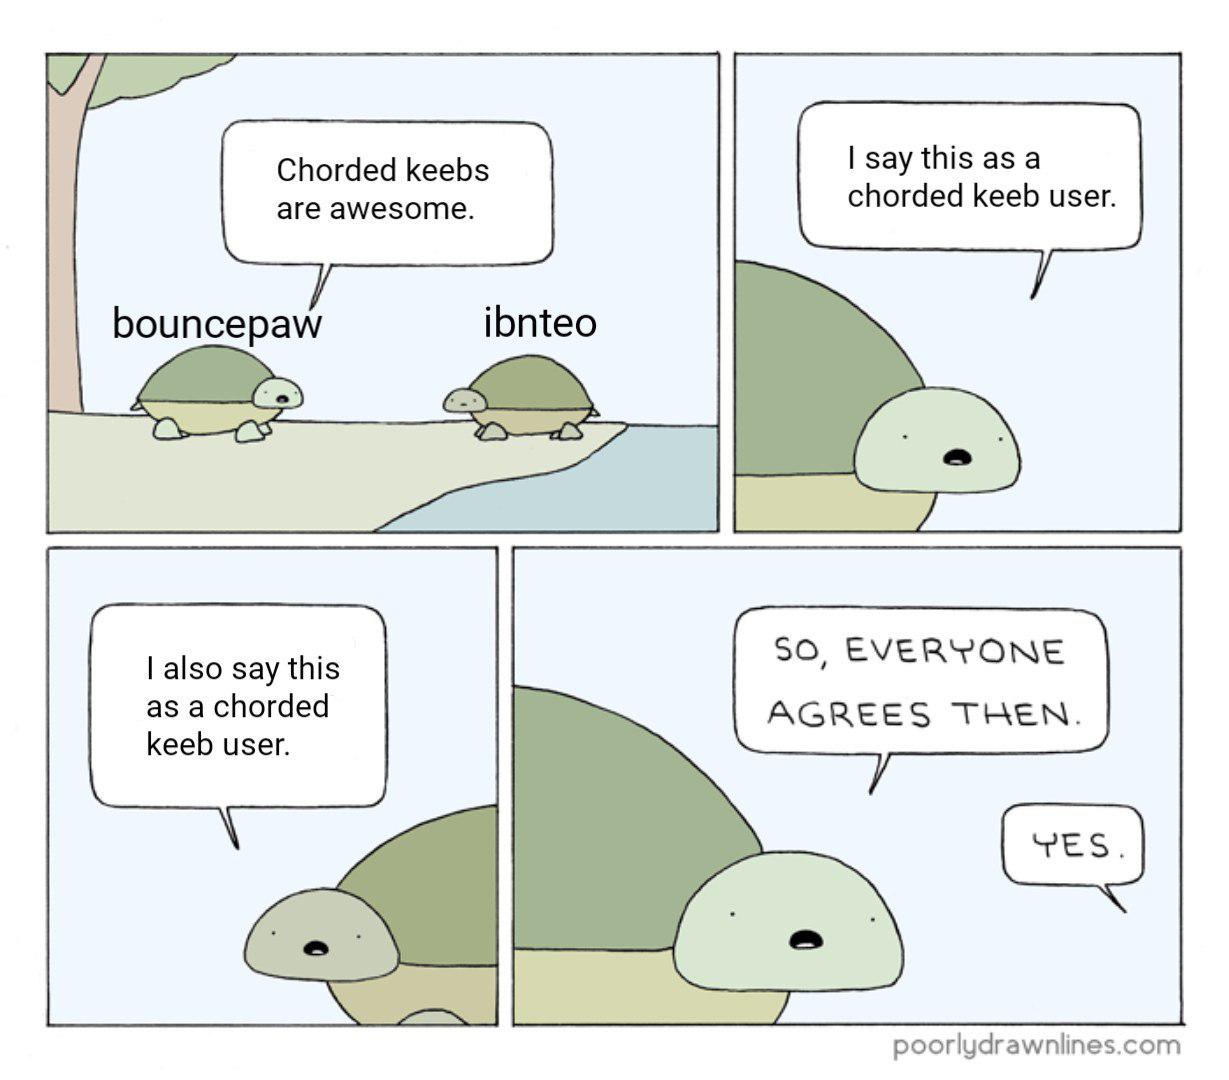 Chorded keebs
are awesome.
bouncepaw
ibnteo
I say this as a
chorded keeb user.
I also say this
as a chorded
keeb user.
SO, EVERYONE
AGREES THEN.
YES.
poorlydrawnlines.com